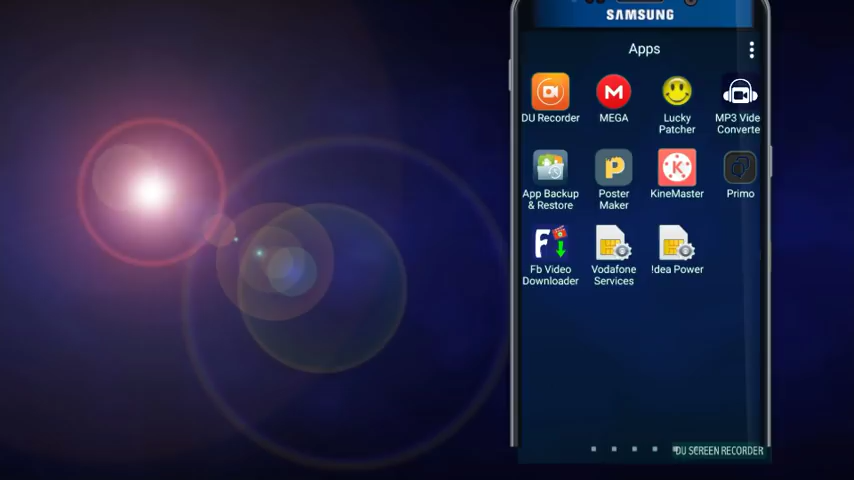 SAMSUNG
Apps
DU Recorder
MEGA
Lucky
Patcher
MP3 Vide
Converte
App Backup
& Restore
Poster
Maker
KineMaster
Primo
Fb Video
Downloader
Vodafone
Services
!dea Power
DU SCREEN RECORDER